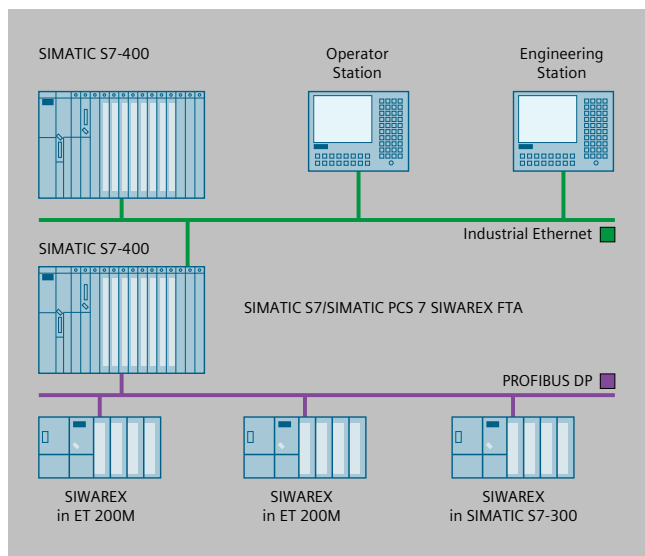 SIMATIC S7-400
Operator
Station
Engineering
Station
Industrial Ethernet
SIMATIC S7-400
SIMATIC S7/SIMATIC PCS 7 SIWAREX FTA
PROFIBUS DP
SIWAREX
in ET 200M
SIWAREX
in ET 200M
SIWAREX
in SIMATIC S7-300